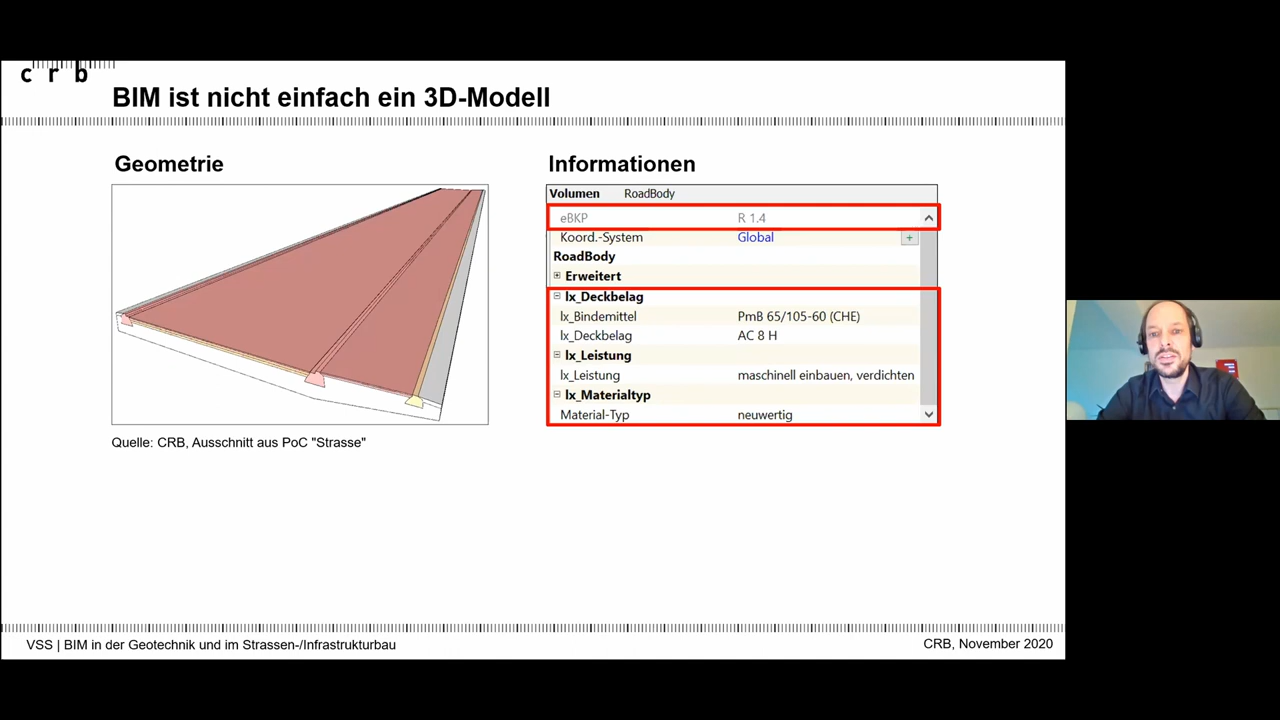 crb
BIM ist nicht einfach ein 3D-Modell
Geometrie
Quelle: CRB, Ausschnitt aus PoC "Strasse"
Informationen
Volumen RoadBody
eBKP R 1.4
Koord.-System Global +
RoadBody
Erweitert
lx_Deckbelag
lx_Bindemittel PmB 65/105-60 (CHE)
lx_Deckbelag AC 8 H
lx_Leistung
lx_Leistung maschinell einbauen, verdichten
lx_Materialtyp
Material-Typ neuwertig
VSS | BIM in der Geotechnik und im Strassen-/Infrastrukturbau
CRB, November 2020